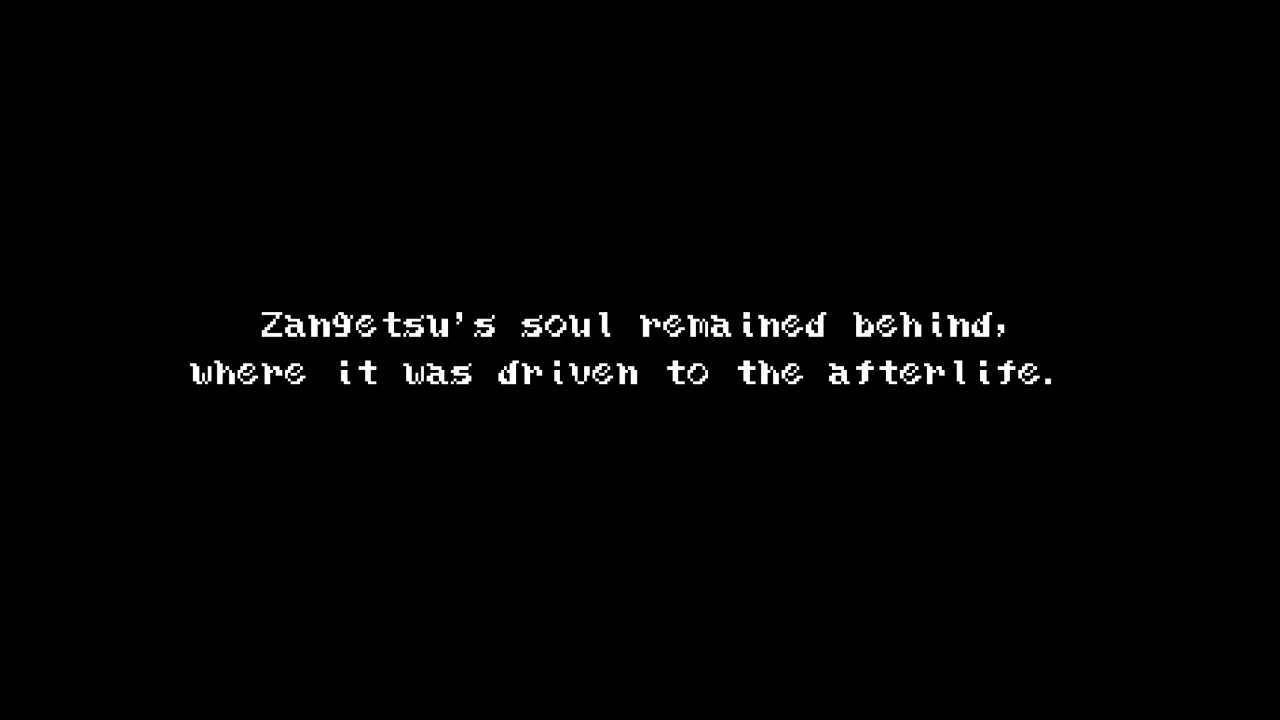 Zangetsu's soul remained behind,
where it was driven to the afterlife.